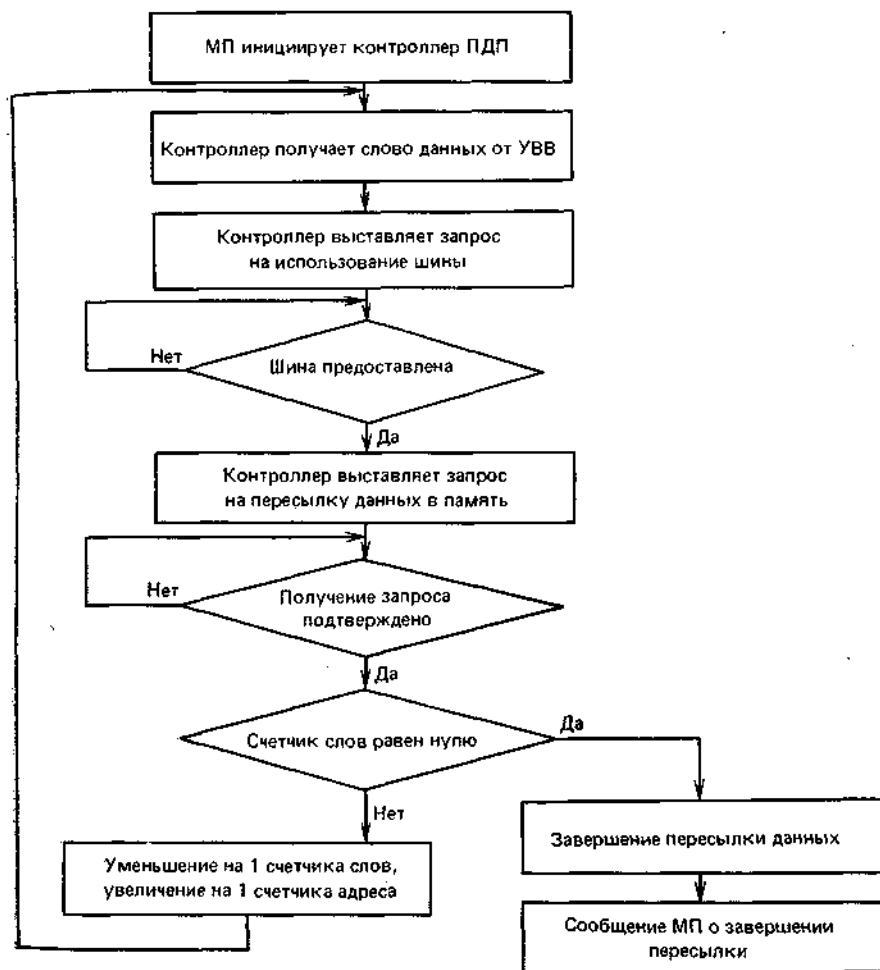 МП инициирует контроллер ПДП
Контроллер получает слово данных от УВВ
Контроллер выставляет запрос
на использование шины
Нет
Шина предоставлена
Да
Контроллер выставляет запрос
на пересылку данных в память
Нет
Получение запроса
подтверждено
Да
Счетчик слов равен нулю
Да
Нет
Завершение пересылки данных
Уменьшение на 1 счетчика слов,
увеличение на 1 счетчика адреса
Сообщение МП о завершении
пересылки